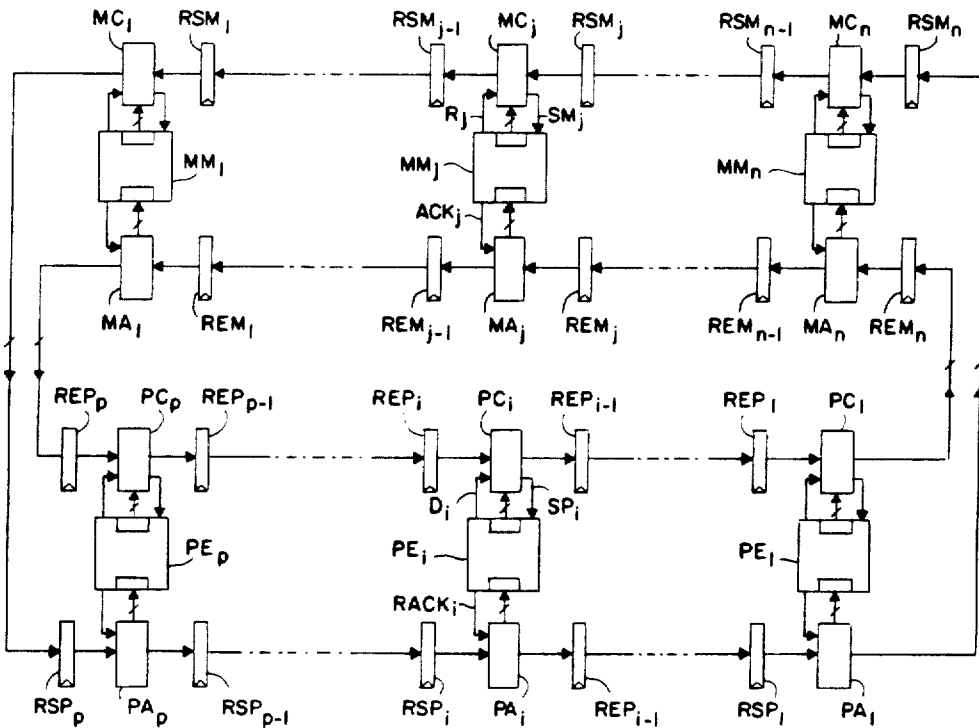 MC₁ RSM₁ RSMⱼ₋₁ MCⱼ RSMⱼ RSMₙ₋₁ MCₙ RSMₙ
Rⱼ SMⱼ
MM₁ MMⱼ MMₙ
ACKⱼ
MA₁ REM₁ REMⱼ₋₁ MAⱼ REMⱼ REMₙ₋₁ MAₙ REMₙ
REPₚ PCₚ REPₚ₋₁ REPᵢ PCᵢ REPᵢ₋₁ REP₁ PC₁
Dᵢ SPᵢ
PEₚ PEᵢ PE₁
RACKᵢ
RSPₚ PAₚ RSPₚ₋₁ RSPᵢ PAᵢ REPᵢ₋₁ RSP₁ PA₁